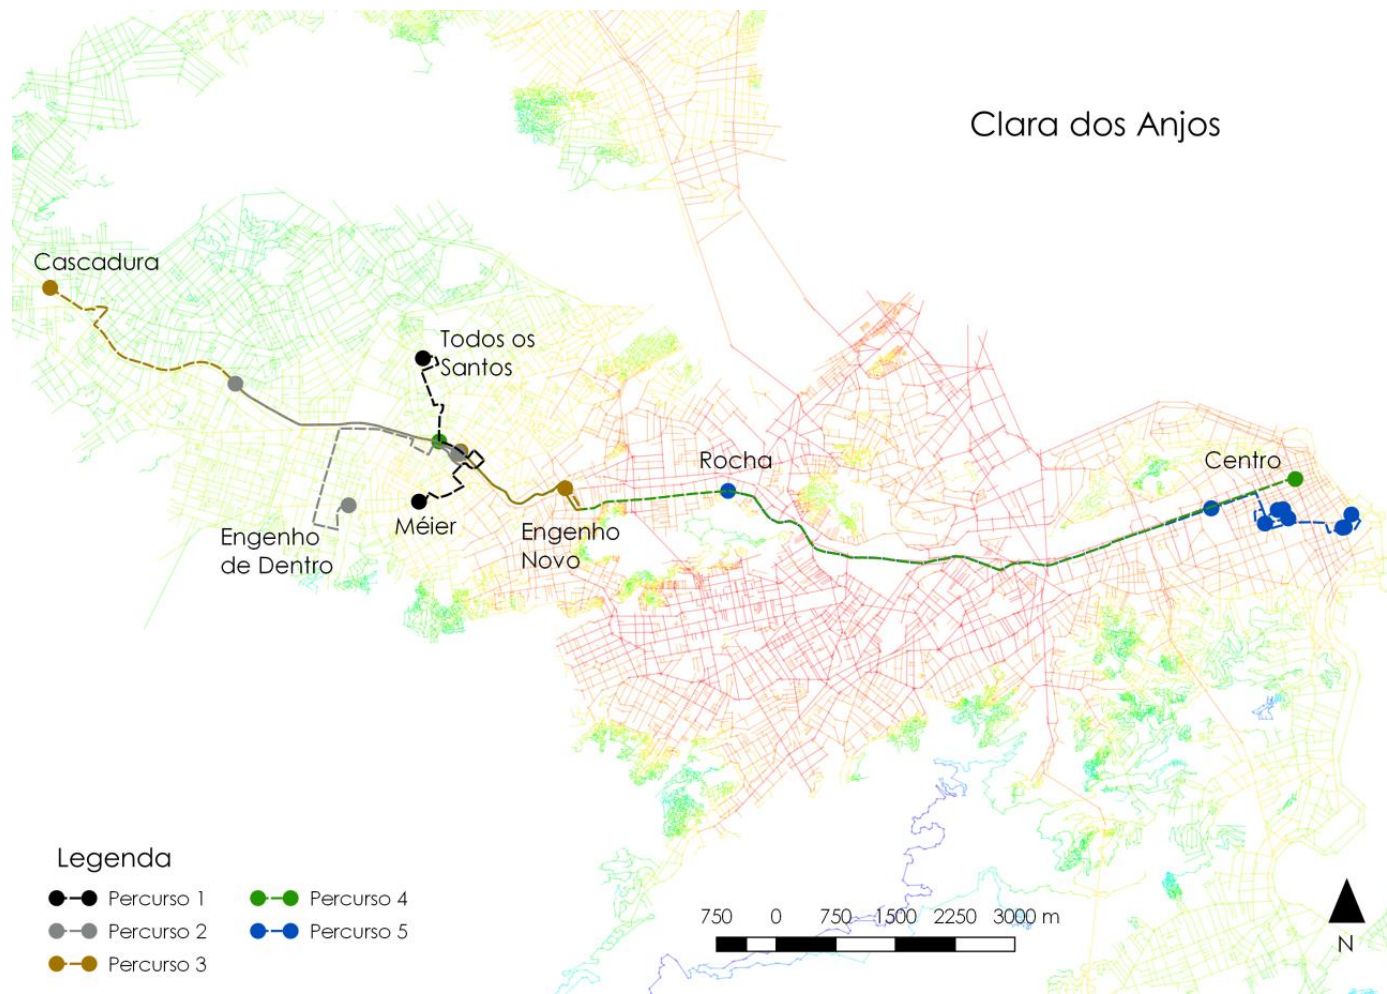 Clara dos Anjos
Cascadura
Todos os
Santos
Rocha
Centro
Méier
Engenho
Novo
Engenho
de Dentro
Legenda
Percurso 1
Percurso 4
Percurso 2
Percurso 5
Percurso 3
750 0 750 1500 2250 3000 m
N